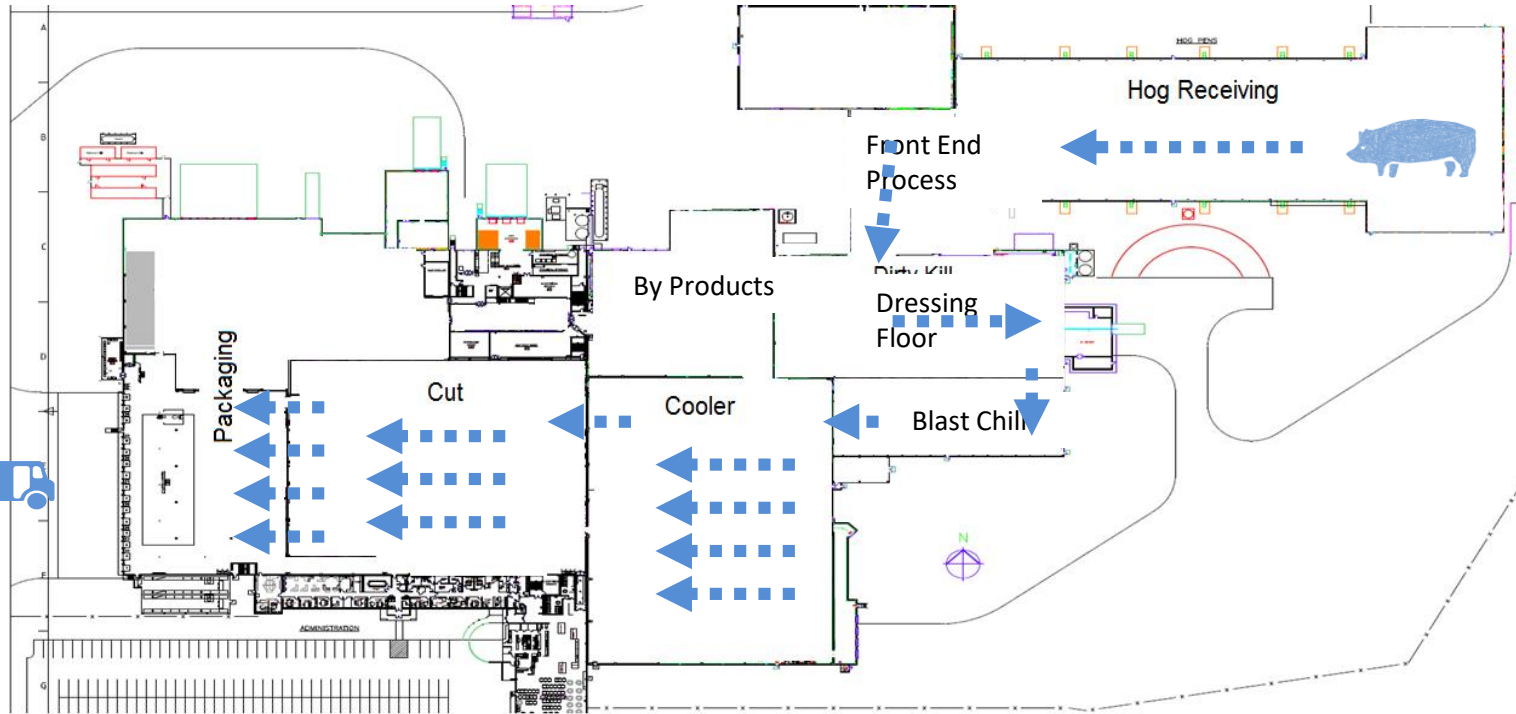 A
HOG PENS
Hog Receiving
B
Front End
Process
C
Dirty Kill
By Products
Dressing
Floor
D
Packaging
Cut
Cooler
Blast Chill
N
F
ADMINISTRATION
G